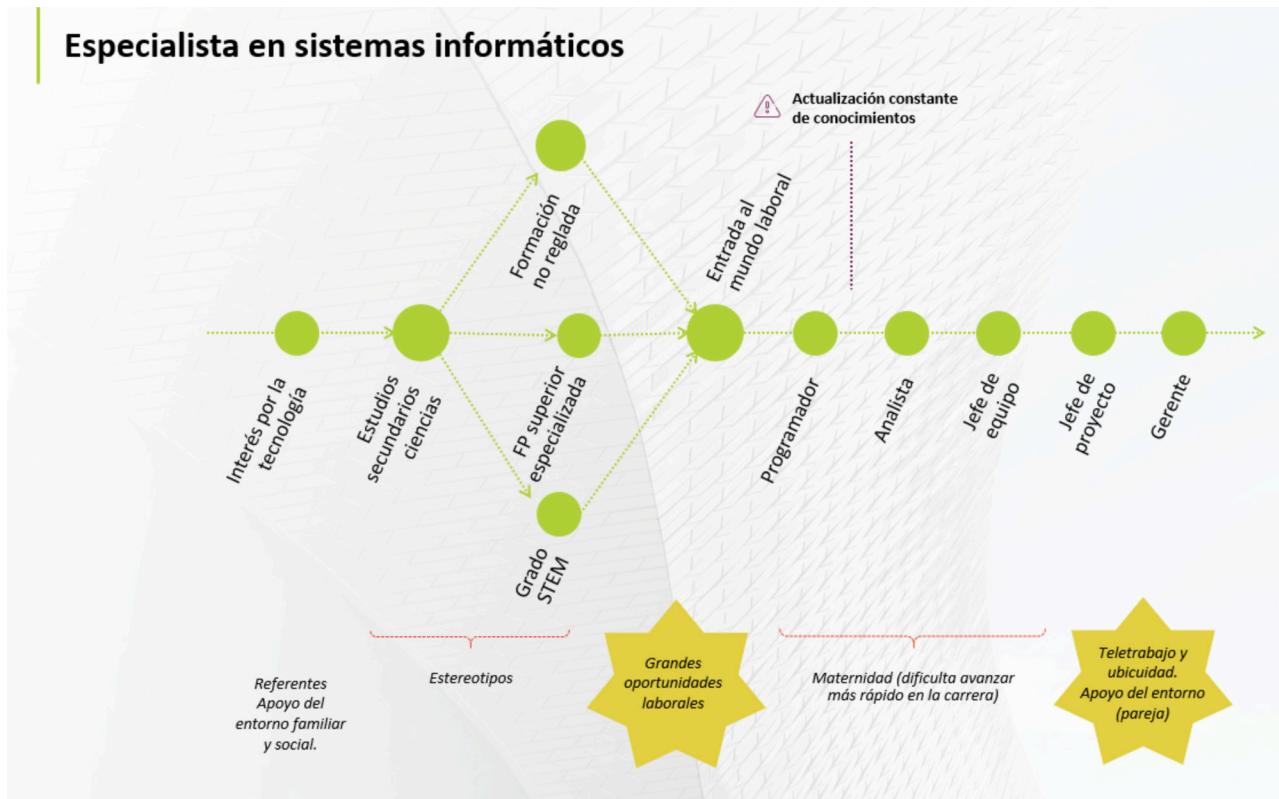 Especialista en sistemas informáticos
Actualización constante
de conocimientos
Formación
no reglada
Entrada al
mundo laboral
Interés por la
tecnología
Estudios
secundarios
ciencias
FP superior
especializada
Programador
Analista
Jefe de
equipo
Jefe de
proyecto
Gerente
Grado
STEM
Referentes
Apoyo del
entorno familiar
y social.
Estereotipos
Grandes
oportunidades
laborales
Maternidad (dificulta avanzar
más rápido en la carrera)
Teletrabajo y
ubicuidad.
Apoyo del entorno
(pareja)